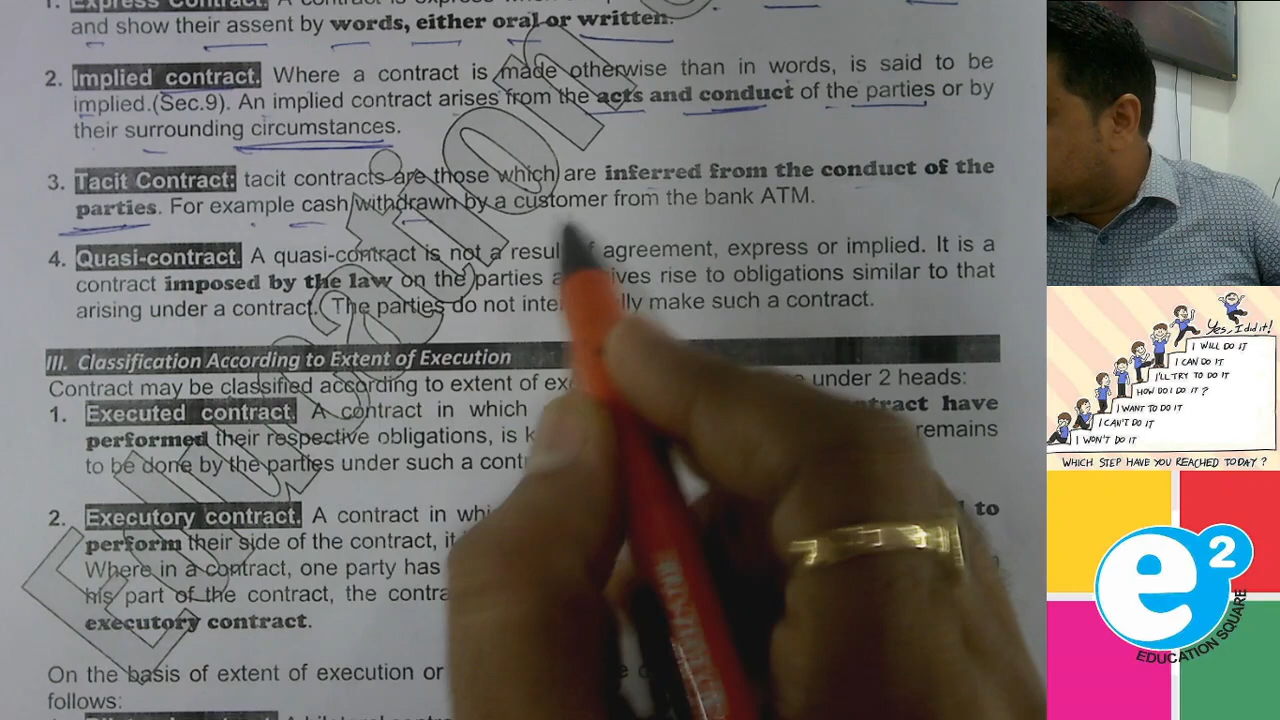 1. Express Contract. A contract is
and show their assent by words, either oral or written.
2. Implied contract. Where a contract is made otherwise than in words, is said to be
implied.(Sec.9). An implied contract arises from the acts and conduct of the parties or by
their surrounding circumstances.
3. Tacit Contract: tacit contracts are those which are inferred from the conduct of the
parties. For example cash withdrawn by a customer from the bank ATM.
4. Quasi-contract. A quasi-contract is not a resul agreement, express or implied. It is a
contract imposed by the law on the parties a ives rise to obligations similar to that
arising under a contract. The parties do not inte lly make such a contract.
III. Classification According to Extent of Execution
Contract may be classified according to extent of ex under 2 heads:
1. Executed contract. A contract in which ntract have
performed their respective obligations, is k remains
to be done by the parties under such a cont
2. Executory contract. A contract in whi to
perform their side of the contract, it
Where in a contract, one party has
his part of the contract, the contra
executory contract.
On the basis of extent of execution or
follows:
Yes, I did it!
I WILL DO IT
I CAN DO IT
I'LL TRY TO DO IT
HOW DO I DO IT?
I WANT TO DO IT
I CAN'T DO IT
I WON'T DO IT
WHICH STEP HAVE YOU REACHED TODAY?
e2
EDUCATION SQUARE